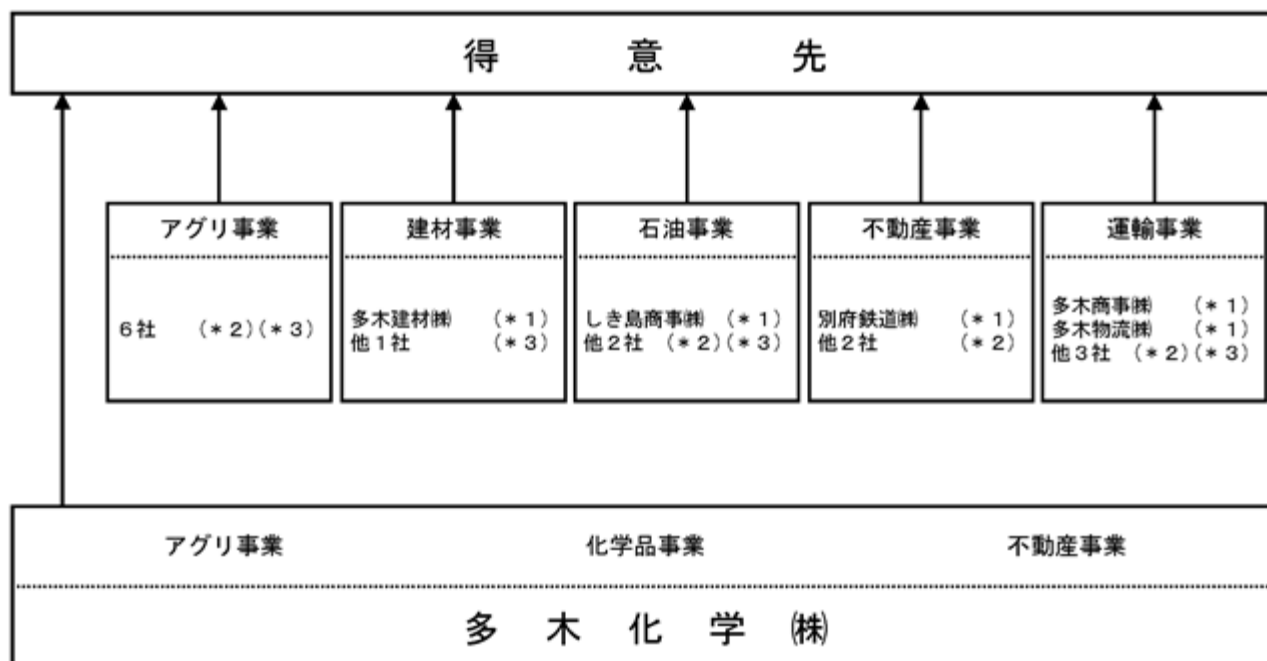 得意先
アグリ事業
6社 (*2)(*3)
建材事業
多木建材㈱ (*1)
他1社 (*3)
石油事業
しき島商事㈱ (*1)
他2社 (*2)(*3)
不動産事業
別府鉄道㈱ (*1)
他2社 (*2)
運輸事業
多木商事㈱ (*1)
多木物流㈱ (*1)
他3社 (*2)(*3)
アグリ事業 化学品事業 不動産事業
多木化学㈱